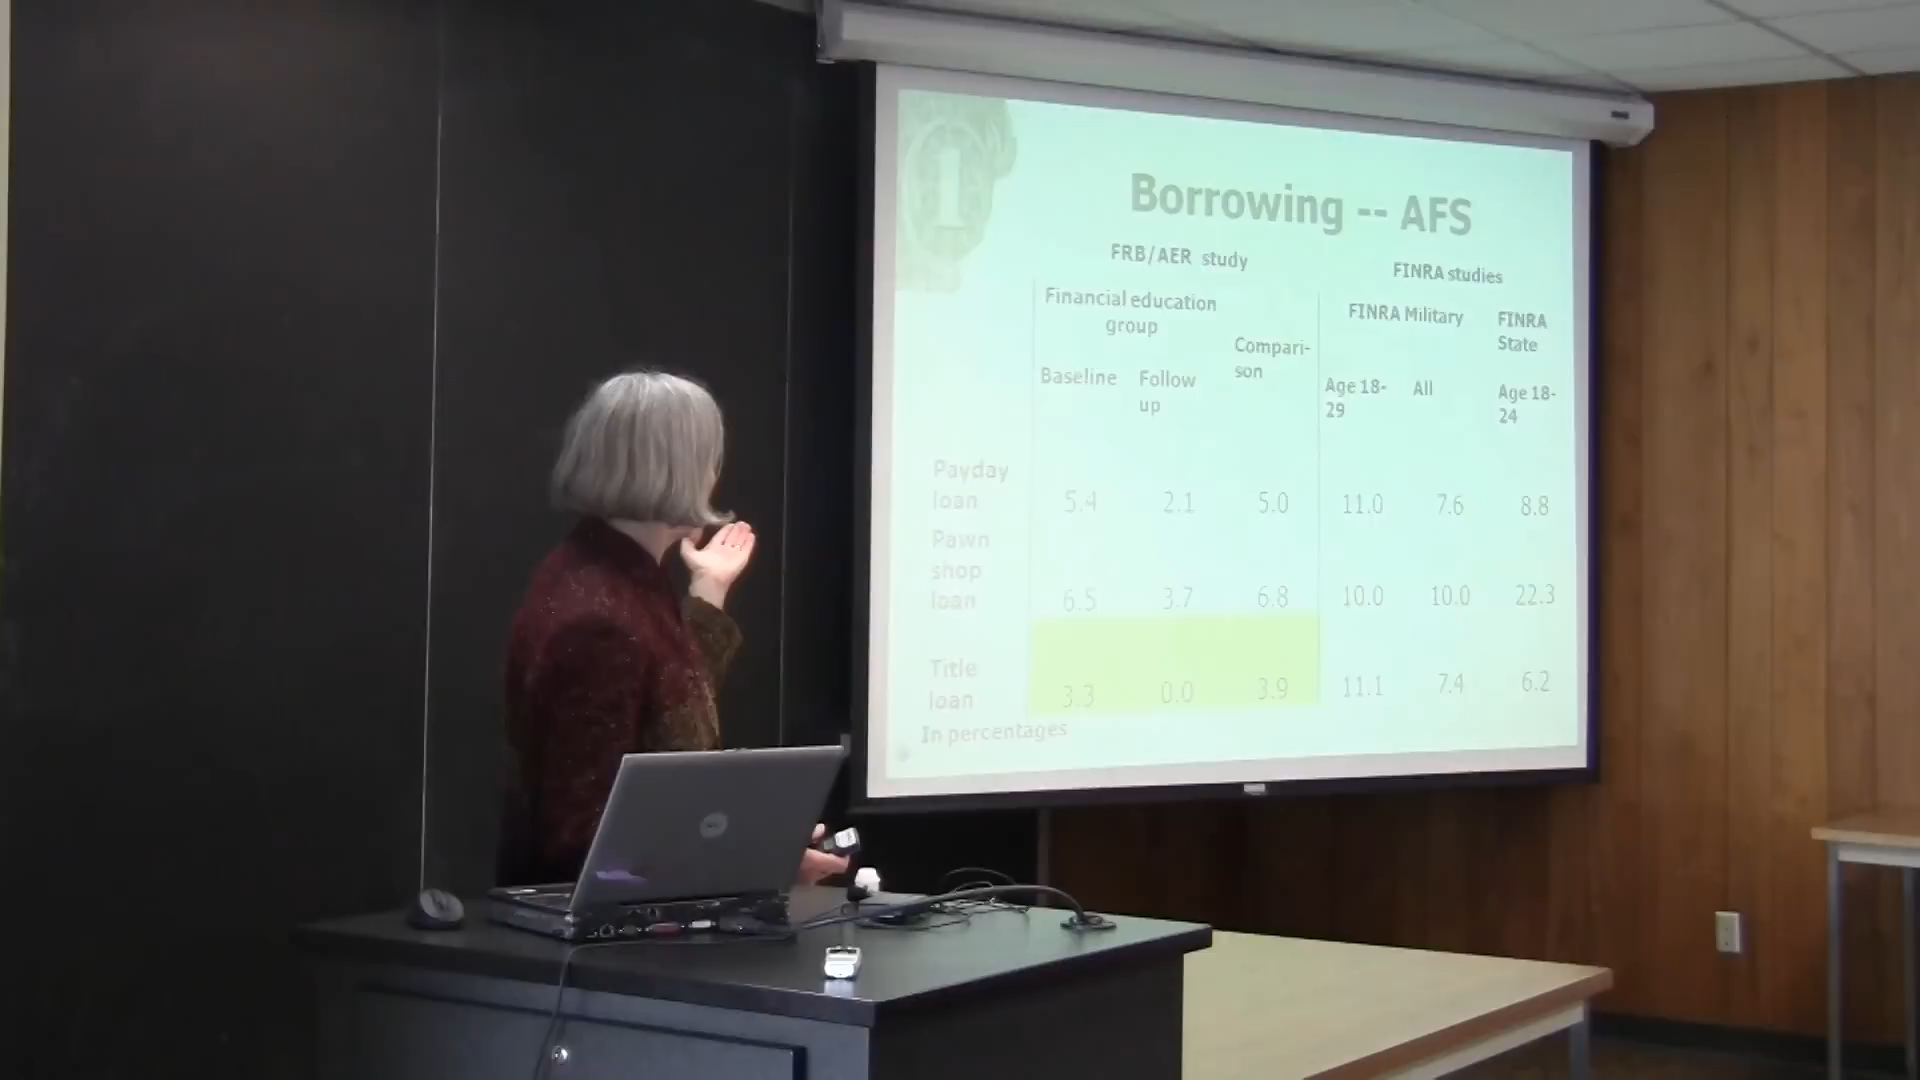 Borrowing -- AFS
FRB/AER study
FINRA studies
Financial education
group
Compari-
son
FINRA Military
FINRA
State
Baseline
Follow
up
Age 18-
29
All
Age 18-
24
Payday
loan
5.4 2.1 5.0 11.0 7.6 8.8
Pawn
shop
loan
6.5 3.7 6.8 10.0 10.0 22.3
Title
loan
3.3 0.0 3.9 11.1 7.4 6.2
In percentages
1
DELL